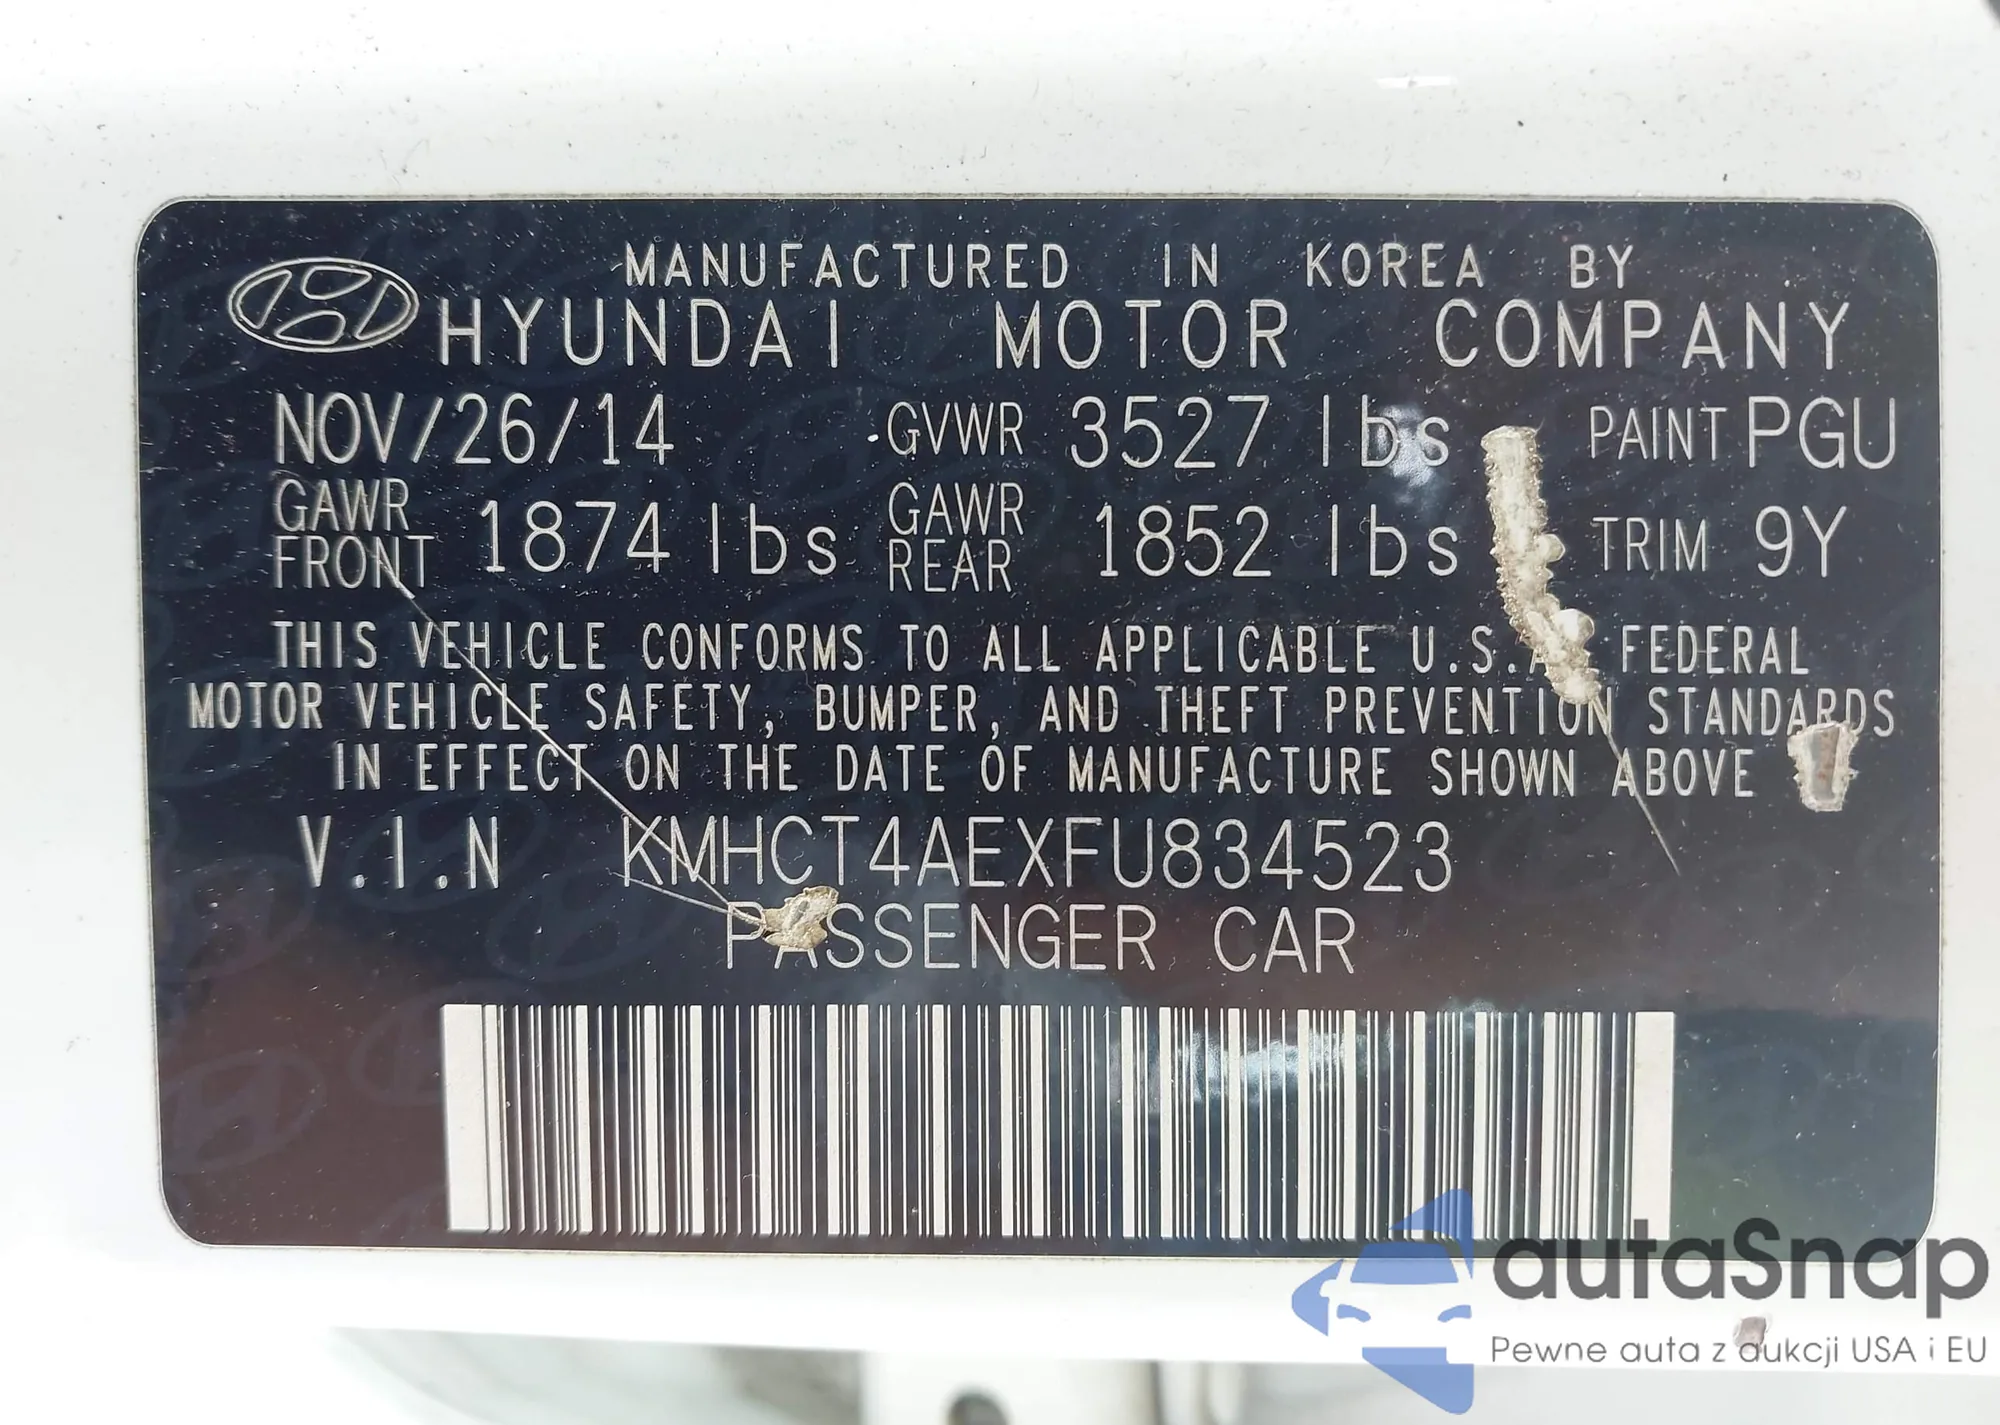 MANUFACTURED IN KOREA BY
HYUNDAI MOTOR COMPANY
NOV/26/14 GVWR 3527 lbs PAINT PGU
GAWR FRONT 1874 lbs GAWR REAR 1852 lbs TRIM 9Y
THIS VEHICLE CONFORMS TO ALL APPLICABLE U.S.A. FEDERAL
MOTOR VEHICLE SAFETY, BUMPER, AND THEFT PREVENTION STANDARDS
IN EFFECT ON THE DATE OF MANUFACTURE SHOWN ABOVE
V.I.N KMHCT4AEXFU834523
PASSENGER CAR
autaSnap
Pewne auta z aukcji USA i EU